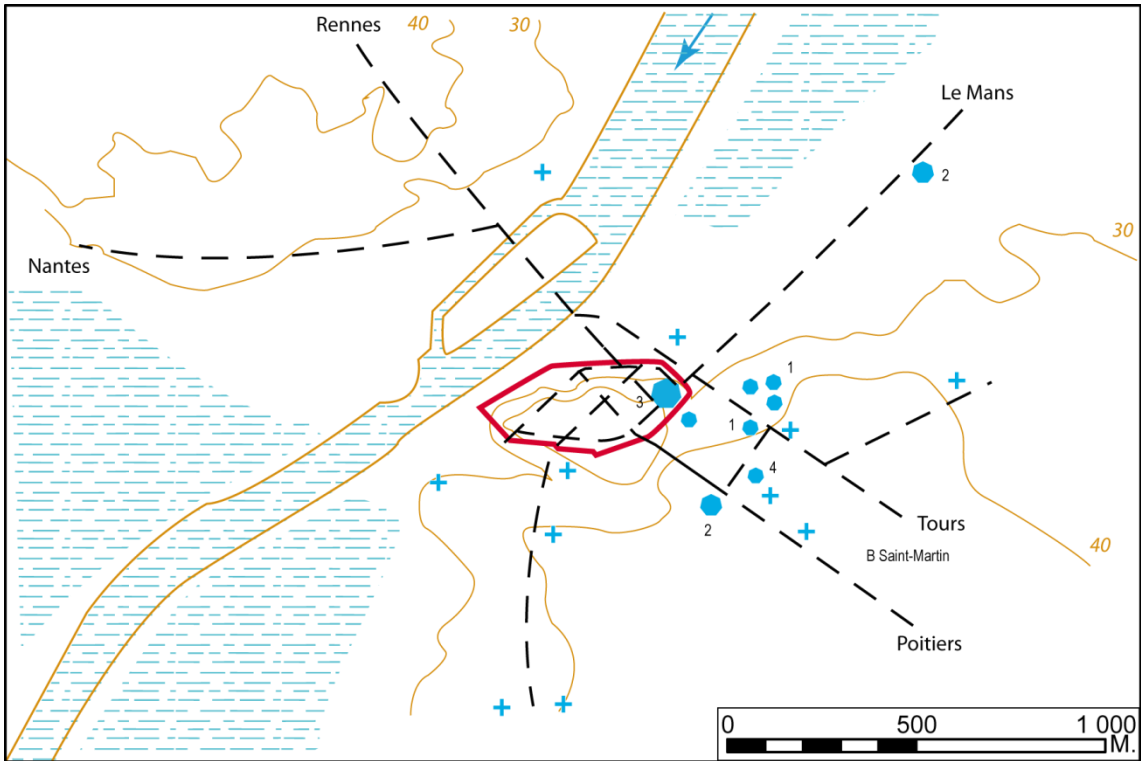 Rennes
40
30
Le Mans
2
30
Nantes
3
1
1
4
2
Tours
B Saint-Martin
40
Poitiers
0 500 1 000
M.